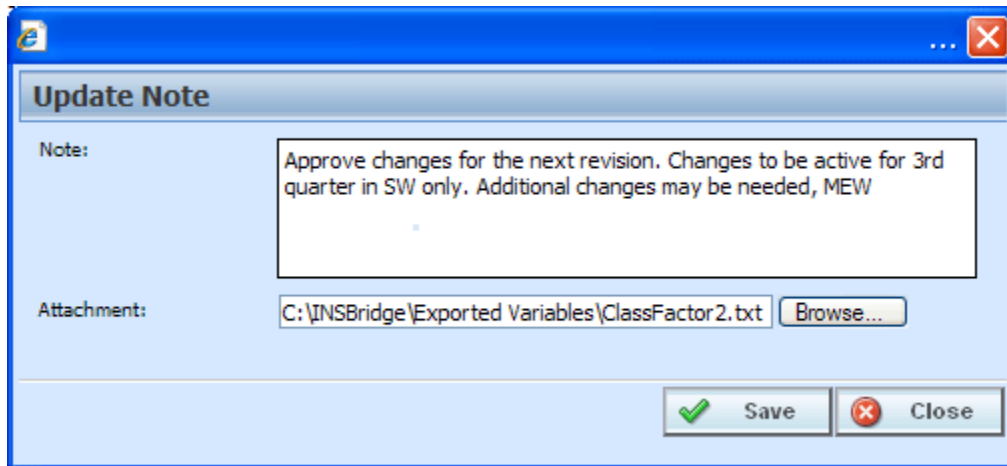 ...
Update Note
Note:
Approve changes for the next revision. Changes to be active for 3rd
quarter in SW only. Additional changes may be needed, MEW
Attachment:
C:\INSBridge\Exported Variables\ClassFactor2.txt
Browse...
Save
Close